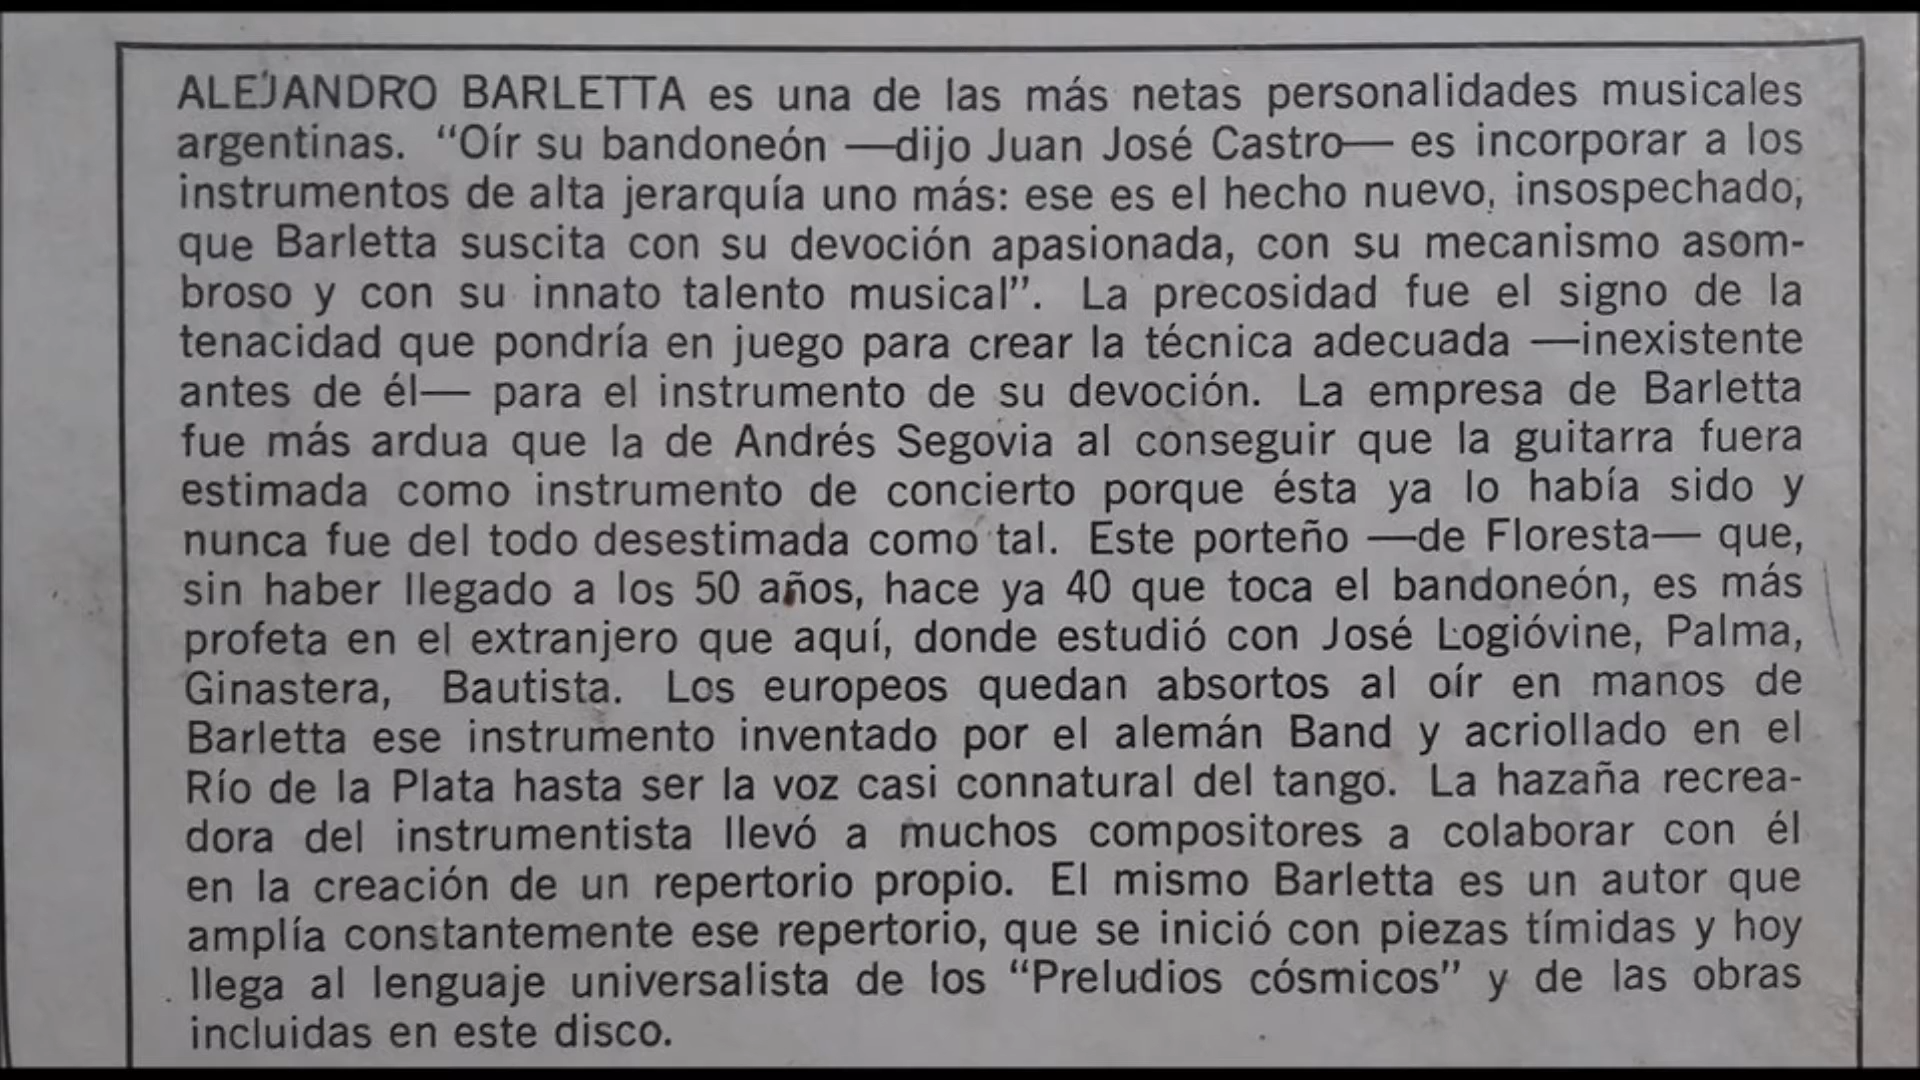 ALEJANDRO BARLETTA es una de las más netas personalidades musicales
argentinas. “Oír su bandoneón —dijo Juan José Castro— es incorporar a los
instrumentos de alta jerarquía uno más: ese es el hecho nuevo, insospechado,
que Barletta suscita con su devoción apasionada, con su mecanismo asom-
broso y con su innato talento musical”. La precosidad fue el signo de la
tenacidad que pondría en juego para crear la técnica adecuada —inexistente
antes de él— para el instrumento de su devoción. La empresa de Barletta
fue más ardua que la de Andrés Segovia al conseguir que la guitarra fuera
estimada como instrumento de concierto porque ésta ya lo había sido y
nunca fue del todo desestimada como tal. Este porteño —de Floresta— que,
sin haber llegado a los 50 años, hace ya 40 que toca el bandoneón, es más
profeta en el extranjero que aquí, donde estudió con José Logióvine, Palma,
Ginastera, Bautista. Los europeos quedan absortos al oír en manos de
Barletta ese instrumento inventado por el alemán Band y acriollado en el
Río de la Plata hasta ser la voz casi connatural del tango. La hazaña recrea-
dora del instrumentista llevó a muchos compositores a colaborar con él
en la creación de un repertorio propio. El mismo Barletta es un autor que
amplía constantemente ese repertorio, que se inició con piezas tímidas y hoy
llega al lenguaje universalista de los “Preludios cósmicos” y de las obras
incluidas en este disco.